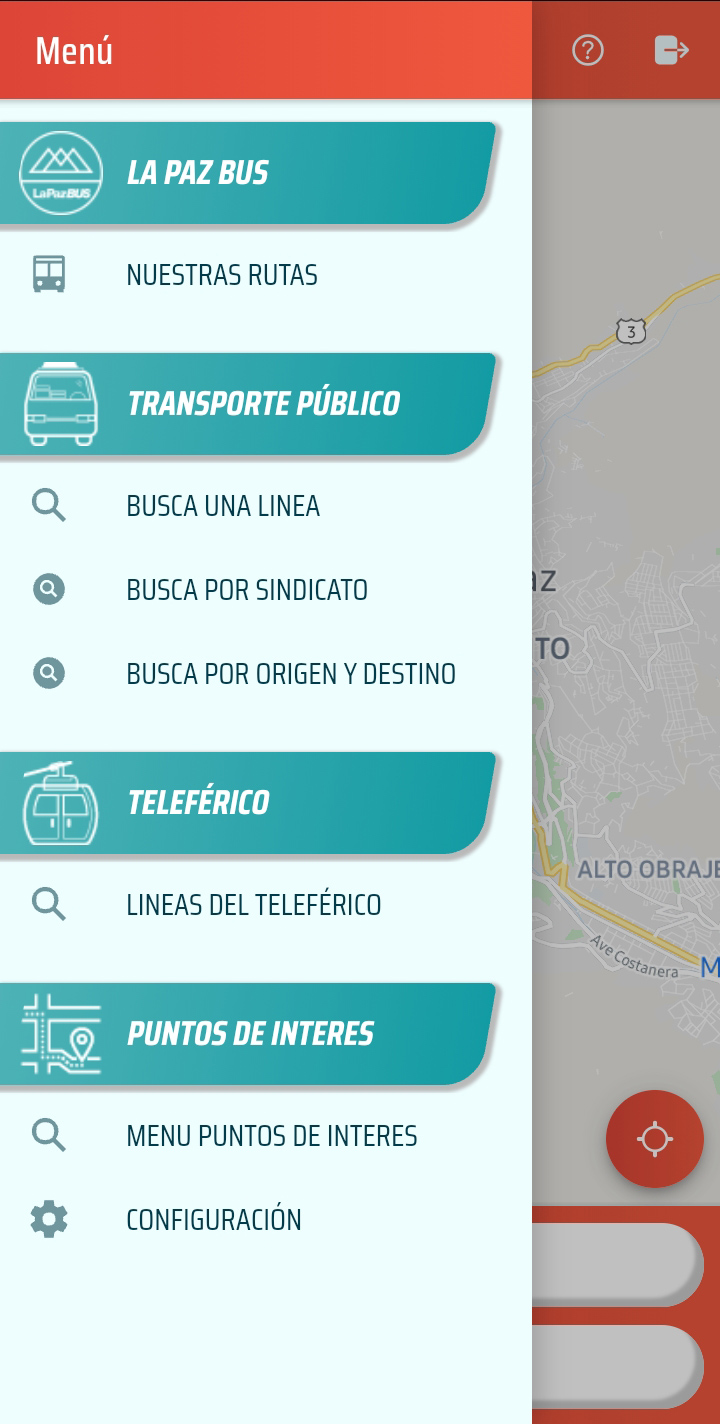 Menú
LaPazBUS
LA PAZ BUS
NUESTRAS RUTAS
3
TRANSPORTE PÚBLICO
BUSCA UNA LINEA
az
BUSCA POR SINDICATO
TO
BUSCA POR ORIGEN Y DESTINO
TELEFÉRICO
ALTO OBRAJE
LINEAS DEL TELEFÉRICO
Ave Costanera
M
PUNTOS DE INTERES
MENU PUNTOS DE INTERES
CONFIGURACIÓN